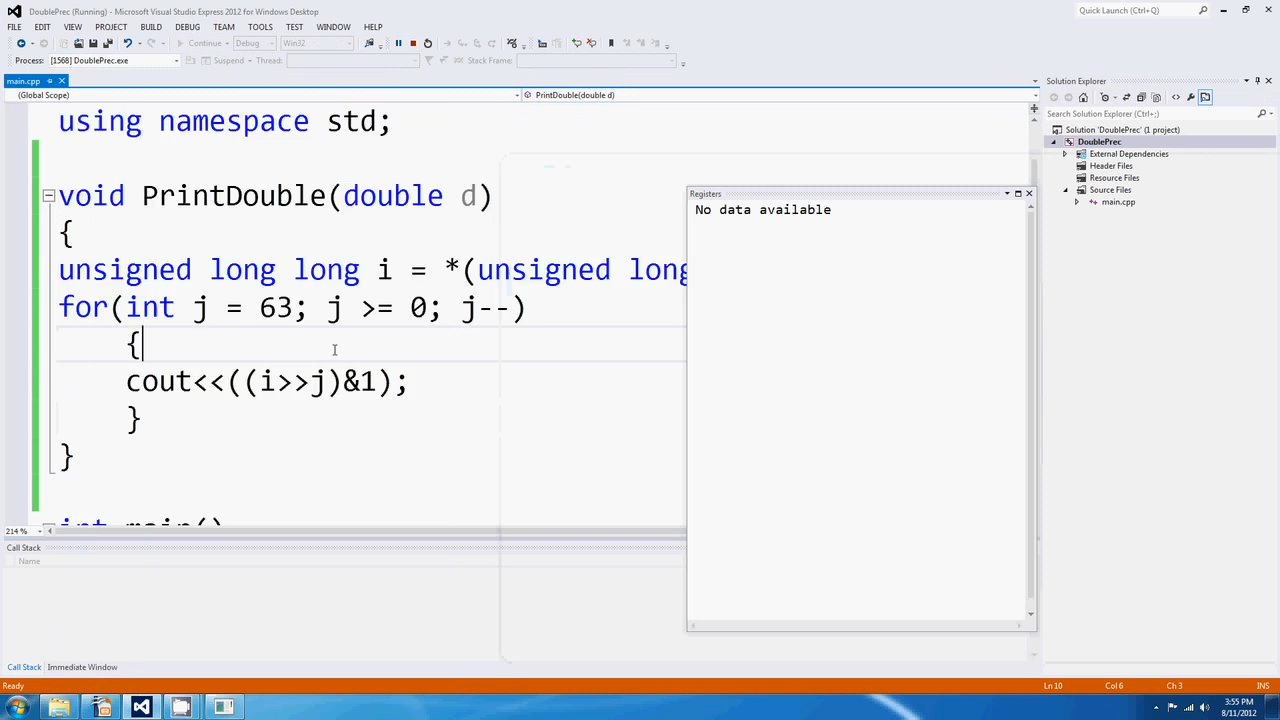 DoublePrec (Running) - Microsoft Visual Studio Express 2012 for Windows Desktop
Quick Launch (Ctrl+Q)
FILE EDIT VIEW PROJECT BUILD DEBUG TEAM TOOLS TEST WINDOW HELP
Continue Debug Win32
Process: [1568] DoublePrec.exe Suspend Thread: Stack Frame:
main.cpp
(Global Scope) PrintDouble(double d)
using namespace std;
void PrintDouble(double d)
{
unsigned long long i = *(unsigned long
for(int j = 63; j >= 0; j--)
{
cout<<((i>>j)&1);
}
}
int main()
214 %
Registers
No data available
Solution Explorer
Search Solution Explorer (Ctrl+;)
Solution 'DoublePrec' (1 project)
DoublePrec
External Dependencies
Header Files
Resource Files
Source Files
main.cpp
Call Stack
Name
Call Stack Immediate Window
Ready Ln 10 Col 6 Ch 3 INS
3:55 PM
8/11/2012